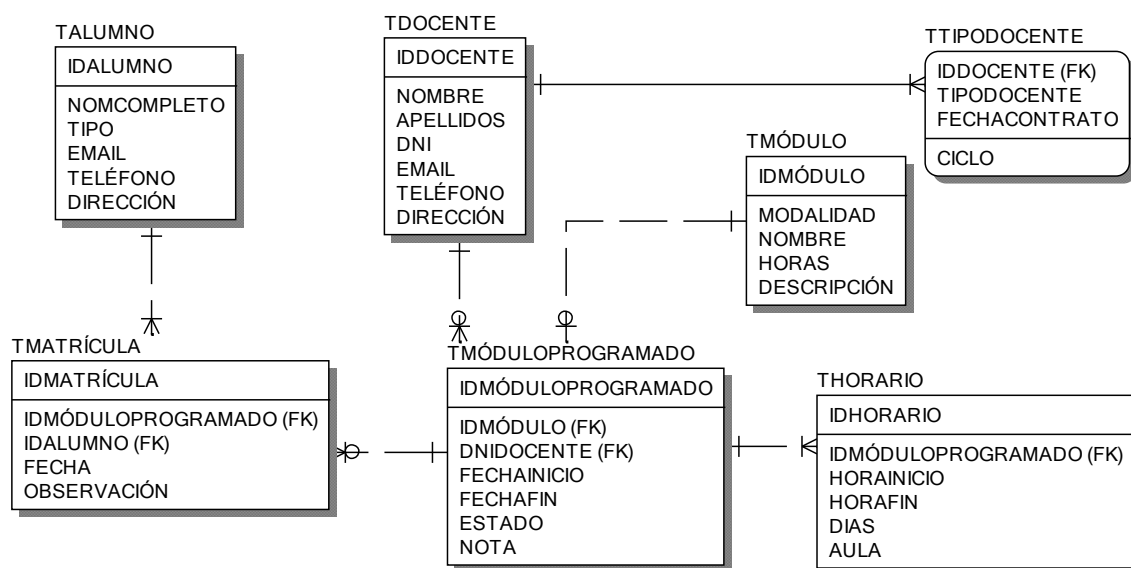 TALUMNO
IDALUMNO
NOMCOMPLETO
TIPO
EMAIL
TELÉFONO
DIRECCIÓN
TDOCENTE
IDDOCENTE
NOMBRE
APELLIDOS
DNI
EMAIL
TELÉFONO
DIRECCIÓN
TTIPODOCENTE
IDDOCENTE (FK)
TIPODOCENTE
FECHACONTRATO
CICLO
TMÓDULO
IDMÓDULO
MODALIDAD
NOMBRE
HORAS
DESCRIPCIÓN
TMATRÍCULA
IDMATRÍCULA
IDMÓDULOPROGRAMADO (FK)
IDALUMNO (FK)
FECHA
OBSERVACIÓN
TMÓDULOPROGRAMADO
IDMÓDULOPROGRAMADO
IDMÓDULO (FK)
DNIDOCENTE (FK)
FECHAINICIO
FECHAFIN
ESTADO
NOTA
THORARIO
IDHORARIO
IDMÓDULOPROGRAMADO (FK)
HORAINICIO
HORAFIN
DIAS
AULA